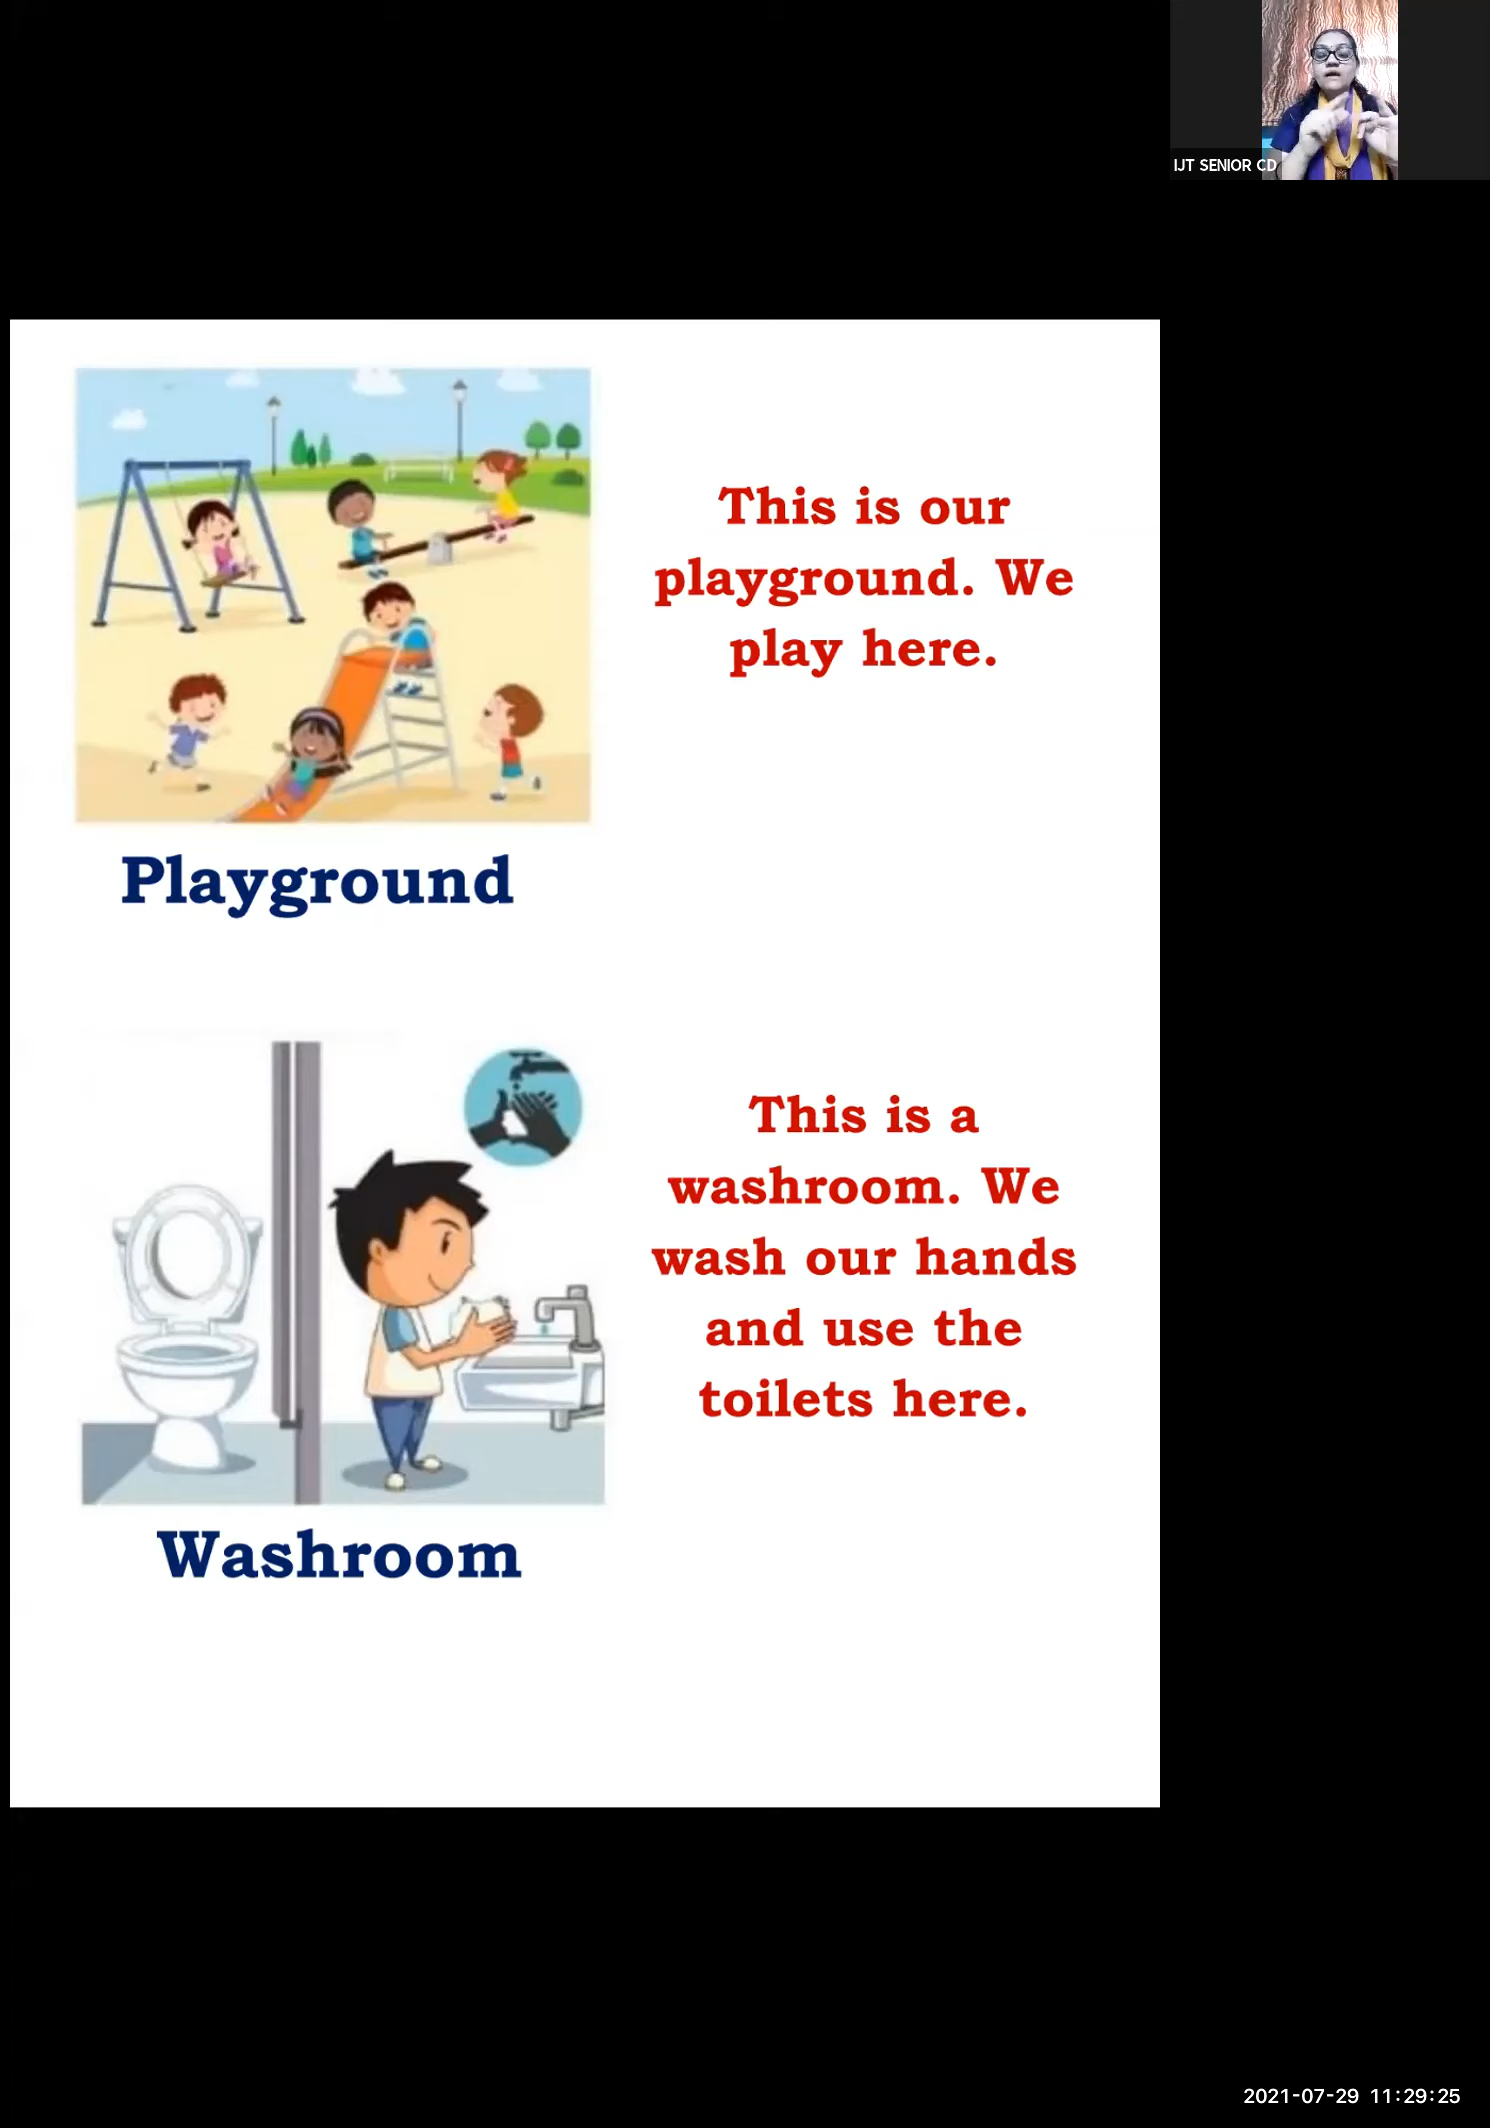 IJT SENIOR CD
This is our
playground. We
play here.
Playground
This is a
washroom. We
wash our hands
and use the
toilets here.
Washroom
2021-07-29 11:29:25